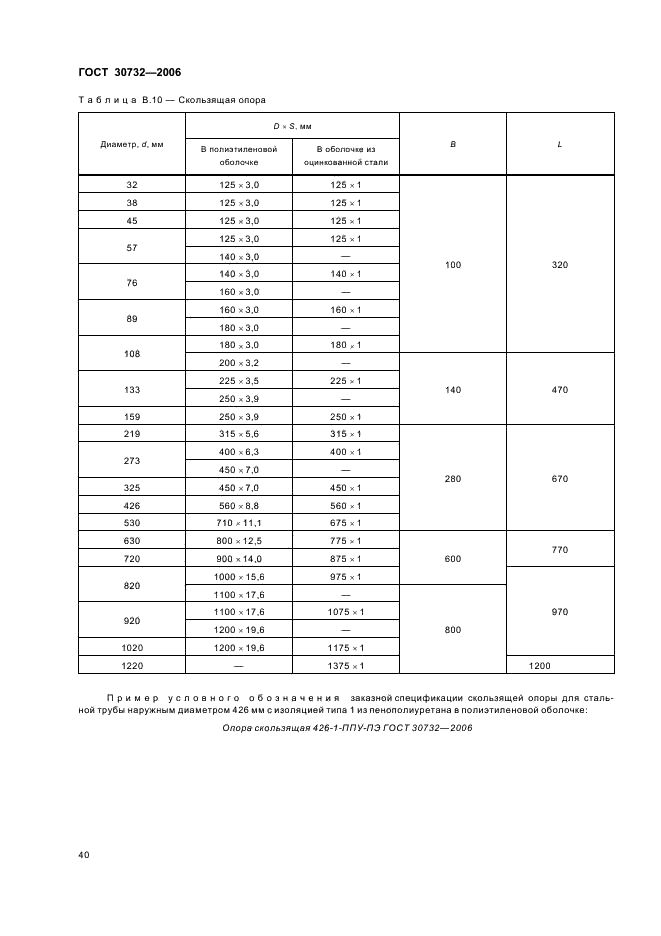 ГОСТ 30732—2006
Таблица В.10 — Скользящая опора
Диаметр, d, мм
D × S, мм
В полиэтиленовой оболочке
В оболочке из оцинкованной стали
B
L
32 125 × 3,0 125 × 1 100 320
38 125 × 3,0 125 × 1
45 125 × 3,0 125 × 1
57 125 × 3,0 125 × 1
140 × 3,0 —
76 140 × 3,0 140 × 1
160 × 3,0 —
89 160 × 3,0 160 × 1
180 × 3,0 —
108 180 × 3,0 180 × 1
200 × 3,2 — 140 470
133 225 × 3,5 225 × 1
250 × 3,9 —
159 250 × 3,9 250 × 1
219 315 × 5,6 315 × 1 280 670
273 400 × 6,3 400 × 1
450 × 7,0 —
325 450 × 7,0 450 × 1
426 560 × 8,8 560 × 1
530 710 × 11,1 675 × 1
630 800 × 12,5 775 × 1 600 770
720 900 × 14,0 875 × 1
820 1000 × 15,6 975 × 1 970
1100 × 17,6 — 800
920 1100 × 17,6 1075 × 1
1200 × 19,6 —
1020 1200 × 19,6 1175 × 1
1220 — 1375 × 1 1200
Пример условного обозначения заказной спецификации скользящей опоры для сталь-
ной трубы наружным диаметром 426 мм с изоляцией типа 1 из пенополиуретана в полиэтиленовой оболочке:
Опора скользящая 426-1-ППУ-ПЭ ГОСТ 30732—2006
40